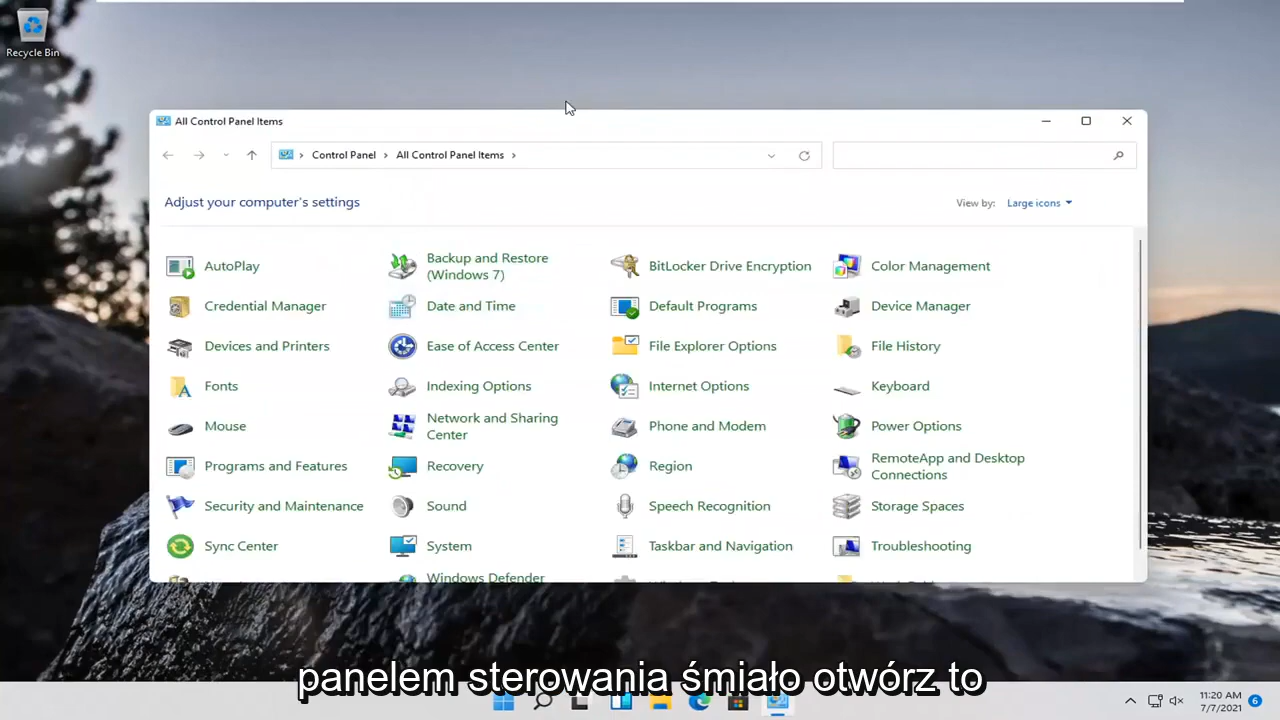 Recycle Bin
All Control Panel Items
Control Panel > All Control Panel Items >
Adjust your computer's settings
View by: Large icons
AutoPlay
Backup and Restore
(Windows 7)
BitLocker Drive Encryption
Color Management
Credential Manager
Date and Time
Default Programs
Device Manager
Devices and Printers
Ease of Access Center
File Explorer Options
File History
Fonts
Indexing Options
Internet Options
Keyboard
Mouse
Network and Sharing
Center
Phone and Modem
Power Options
Programs and Features
Recovery
Region
RemoteApp and Desktop
Connections
Security and Maintenance
Sound
Speech Recognition
Storage Spaces
Sync Center
System
Taskbar and Navigation
Troubleshooting
Windows Defender
panelem sterowania śmiało otwórz to
11:20 AM
7/7/2021
6